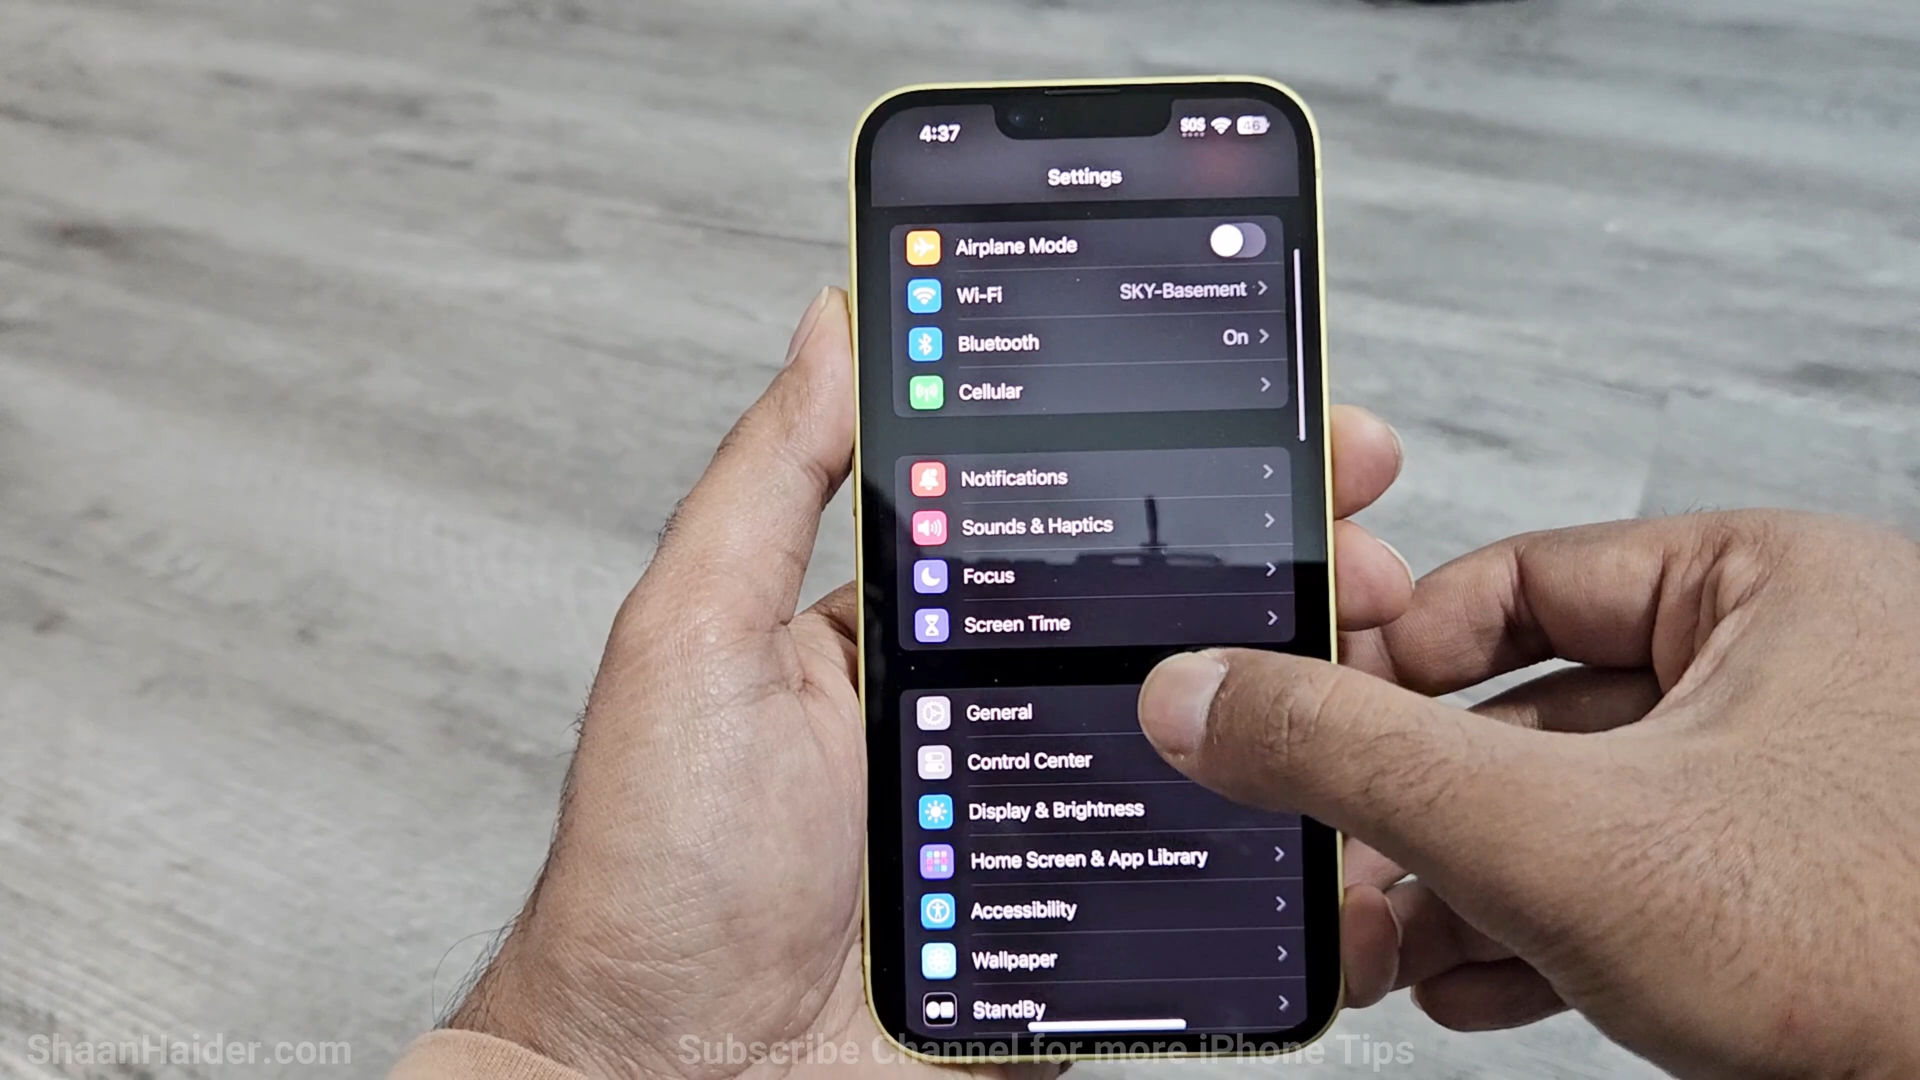 4:37
SOS
46
Settings
Airplane Mode
Wi-Fi
SKY-Basement
Bluetooth
On
Cellular
Notifications
Sounds & Haptics
Focus
Screen Time
General
Control Center
Display & Brightness
Home Screen & App Library
Accessibility
Wallpaper
StandBy
ShaanHaider.com
Subscribe Channel for more iPhone Tips